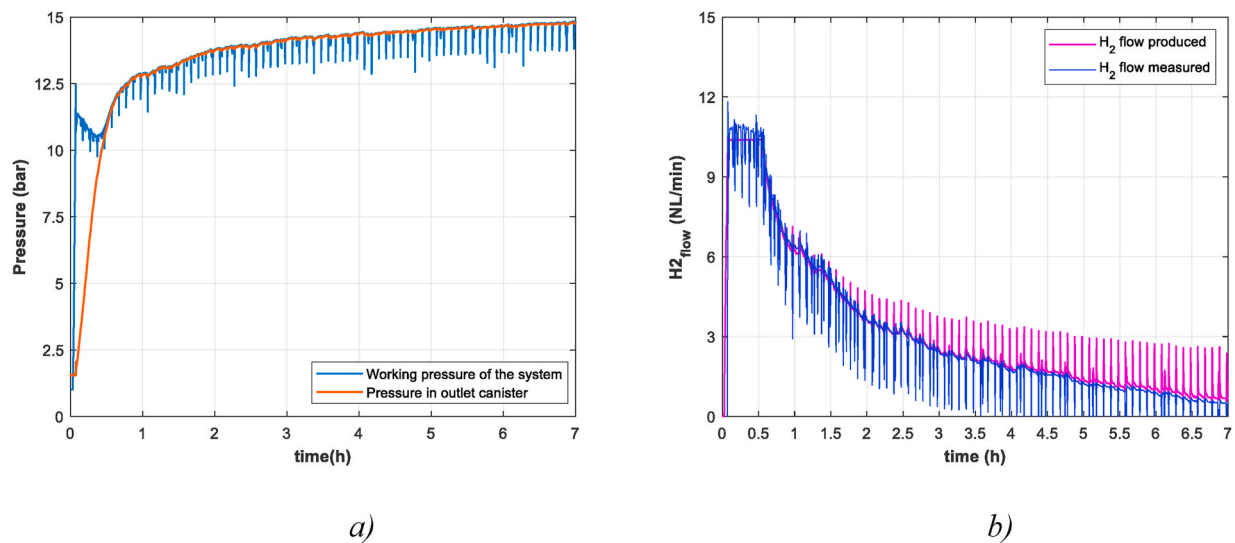 15
12.5
10
7.5
15
12.5
0
Pressure (bar)
Working pressure of the system
Pressure in outlet canister
0 1 2 3 4 5 6 7
time(h)
a)
15
12
9
6
3
0
H2flow (NL/min)
H2 flow produced
H2 flow measured
0 0.5 1 1.5 2 2.5 3 3.5 4 4.5 5 5.5 6 6.5 7
time (h)
b)